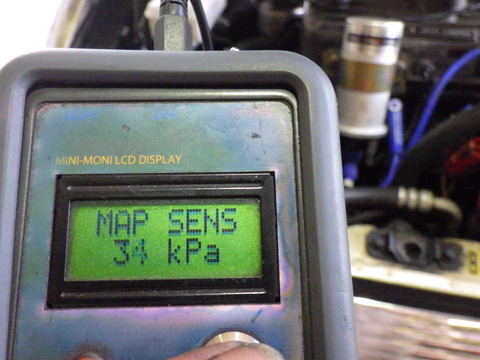 MINI-MONI LCD DISPLAY
MAP SENS
34 kPa